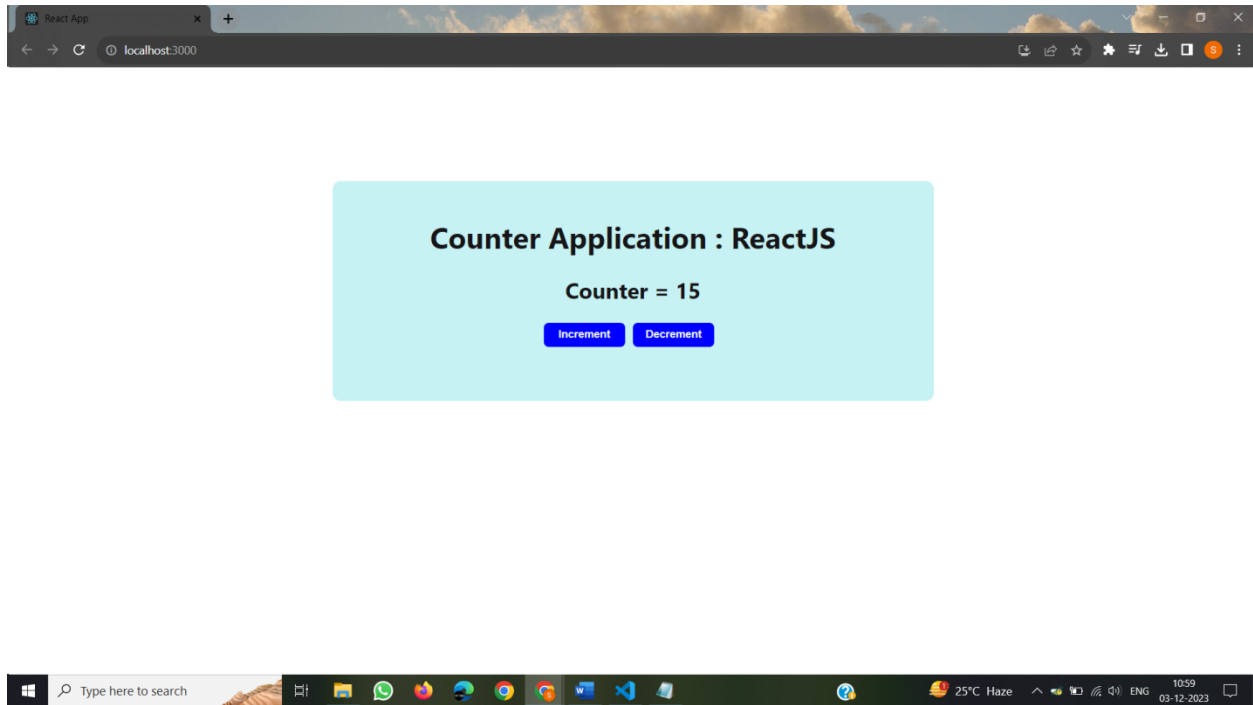 React App
localhost:3000
S
Counter Application : ReactJS
Counter = 15
Increment Decrement
Type here to search
25°C Haze
ENG
10:59
03-12-2023